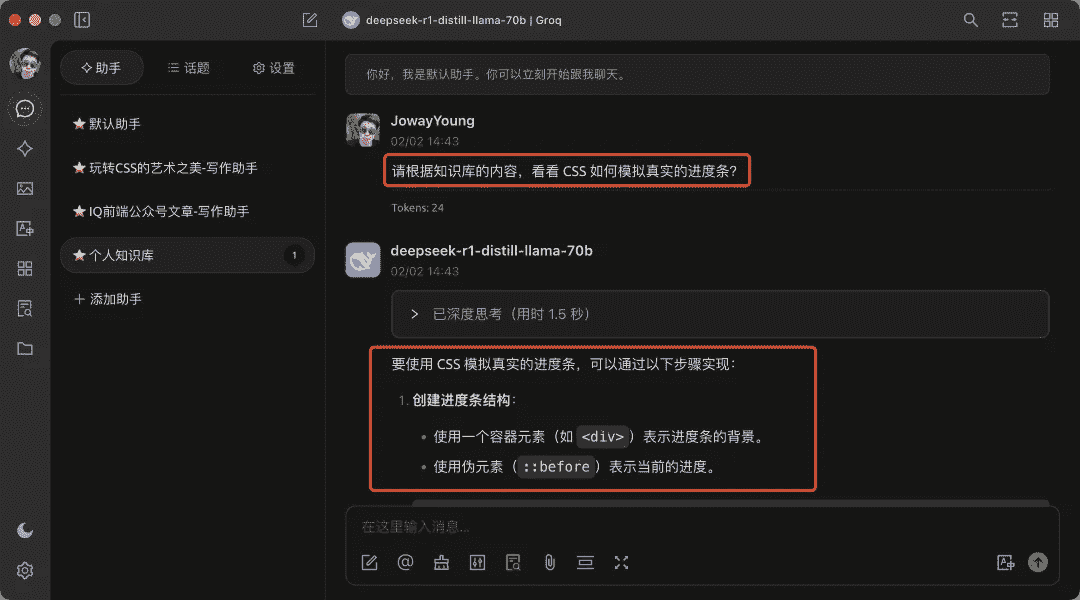 deepseek-r1-distill-llama-70b | Groq
助手
话题
设置
默认助手
玩转CSS的艺术之美-写作助手
IQ前端公众号文章-写作助手
个人知识库
1
添加助手
你好，我是默认助手。你可以立刻开始跟我聊天。
JowayYoung
02/02 14:43
请根据知识库的内容，看看 CSS 如何模拟真实的进度条？
Tokens: 24
deepseek-r1-distill-llama-70b
02/02 14:43
已深度思考（用时 1.5 秒）
要使用 CSS 模拟真实的进度条，可以通过以下步骤实现：
1. 创建进度条结构：
• 使用一个容器元素（如 <div>）表示进度条的背景。
• 使用伪元素（::before）表示当前的进度。
在这里输入消息...